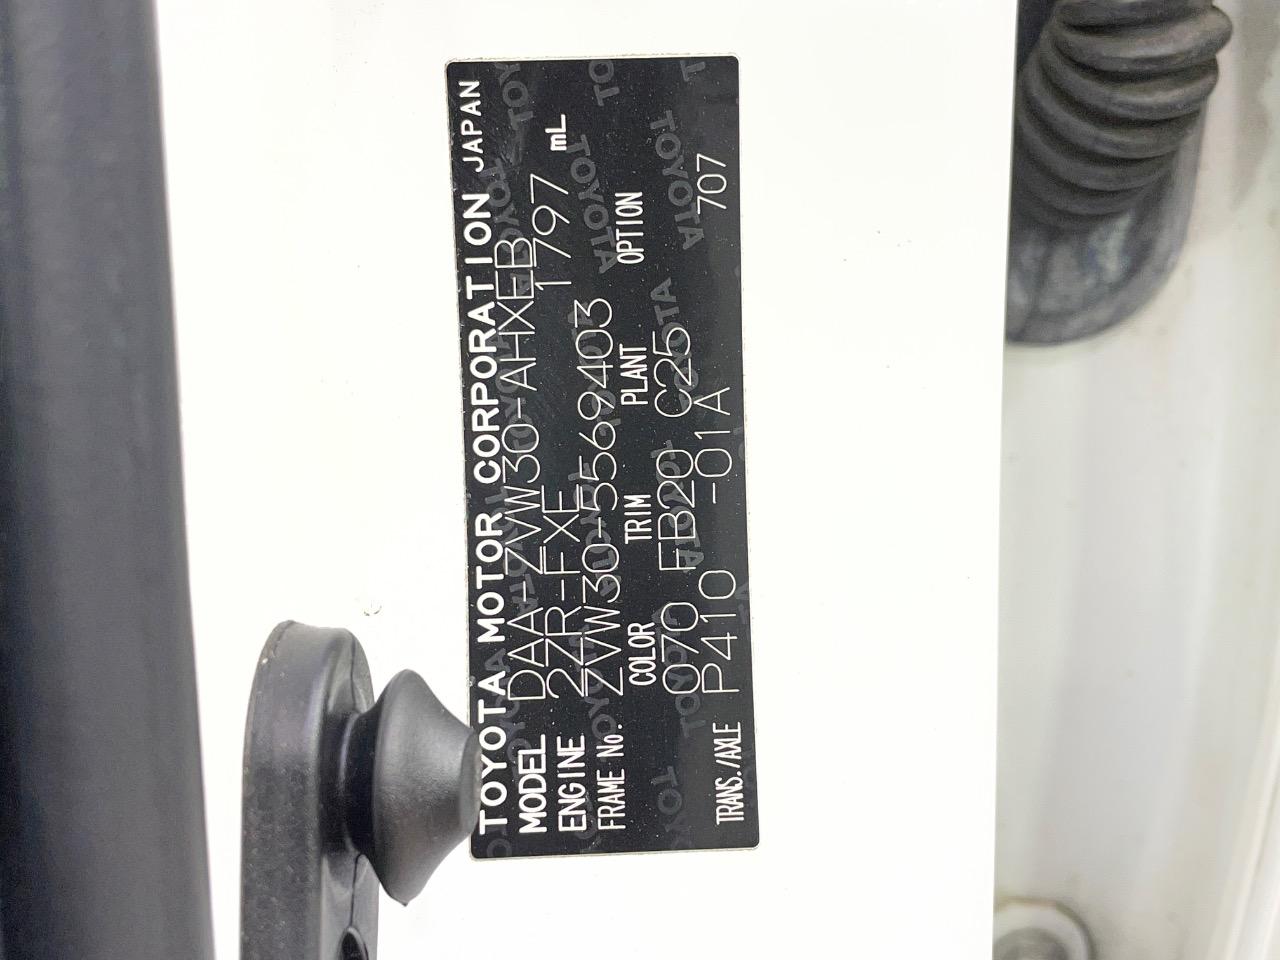 TOYOTA MOTOR CORPORATION JAPAN
MODEL DAA-ZVW30-AHXEB
ENGINE 2ZR-FXE 1797 mL
FRAME No. ZVW30-5569403
COLOR TRIM PLANT OPTION
070 FB20 C25
TRANS./AXLE P410 -01A 707